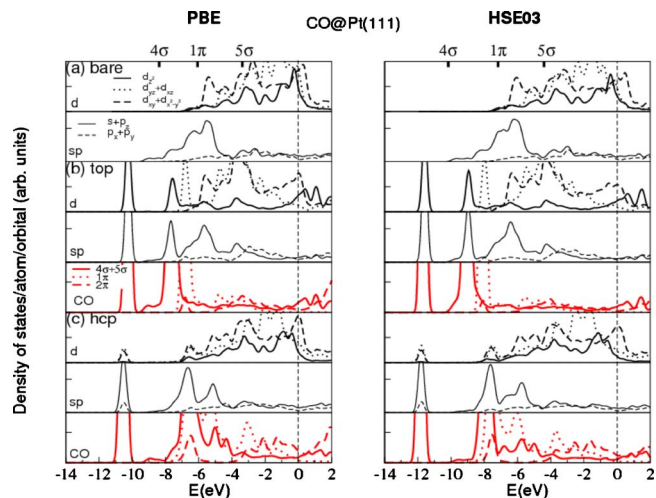 PBE
CO@Pt(111)
HSE03
4σ 1π 5σ
4σ 1π 5σ
Density of states/atom/orbital (arb. units)
(a) bare
d_z²
d_yz+d_xz
d_xy+d_x²-y²
d
s+p_z
p_x+p_y
sp
(b) top
d
sp
4σ+5σ
1π
2π
CO
(c) hcp
d
sp
CO
-14 -12 -10 -8 -6 -4 -2 0 2
E(eV)
-12 -10 -8 -6 -4 -2 0 2
E(eV)